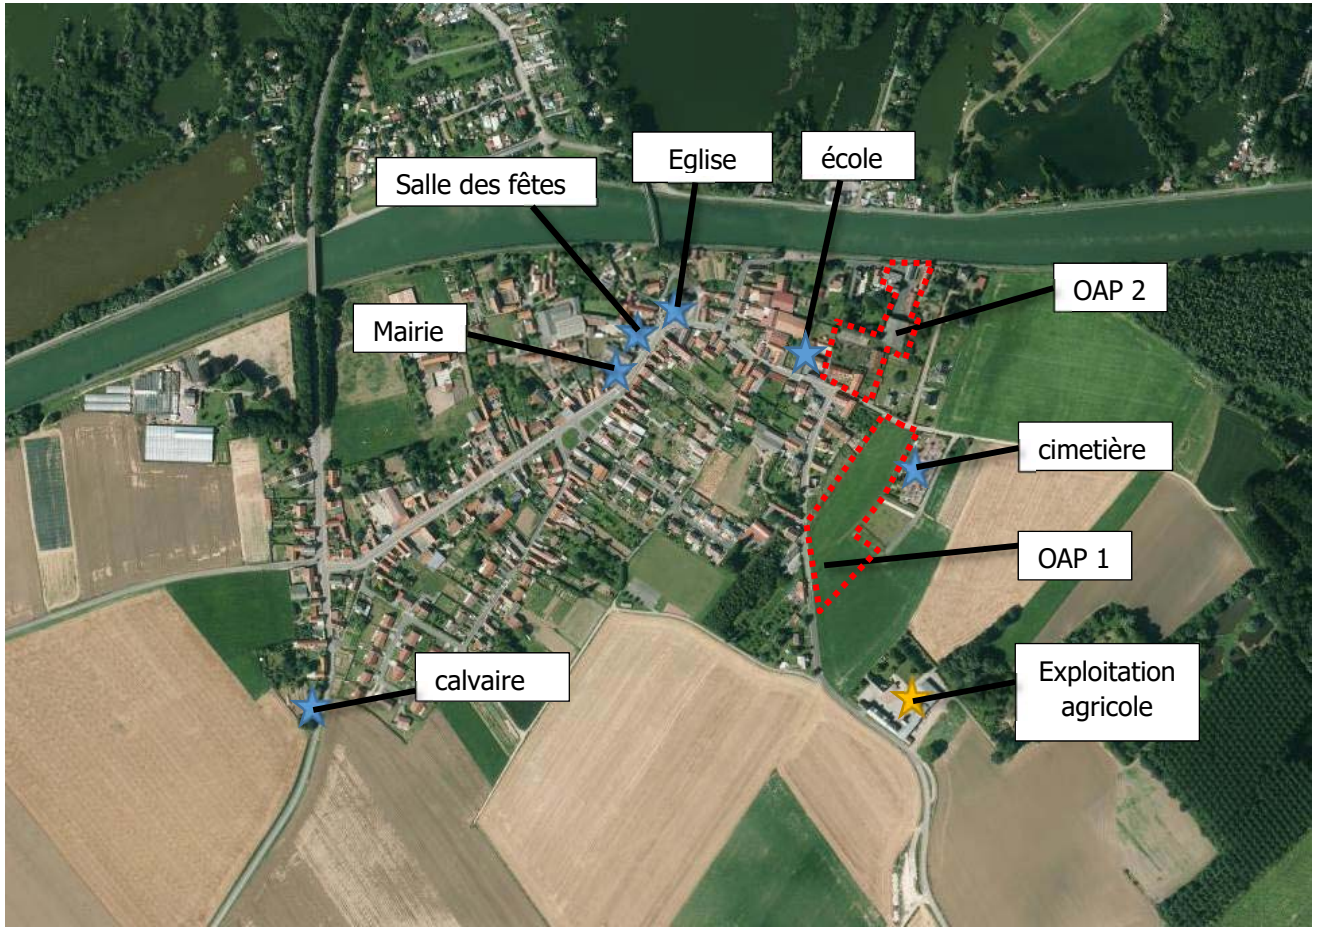 Eglise
école
Salle des fêtes
OAP 2
Mairie
cimetière
OAP 1
calvaire
Exploitation
agricole